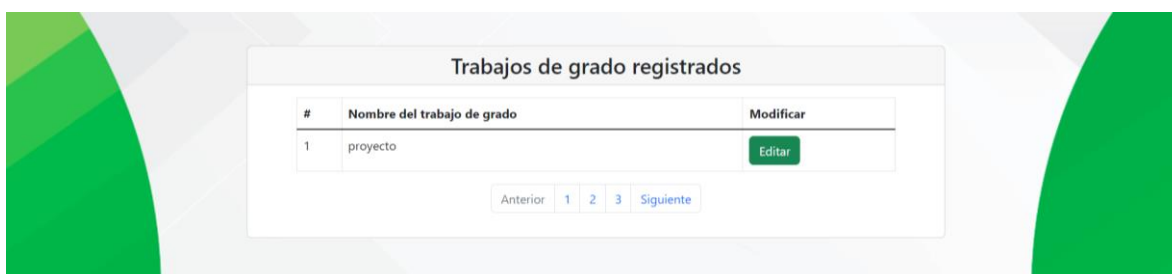 Trabajos de grado registrados
# Nombre del trabajo de grado Modificar
1 proyecto Editar
Anterior 1 2 3 Siguiente